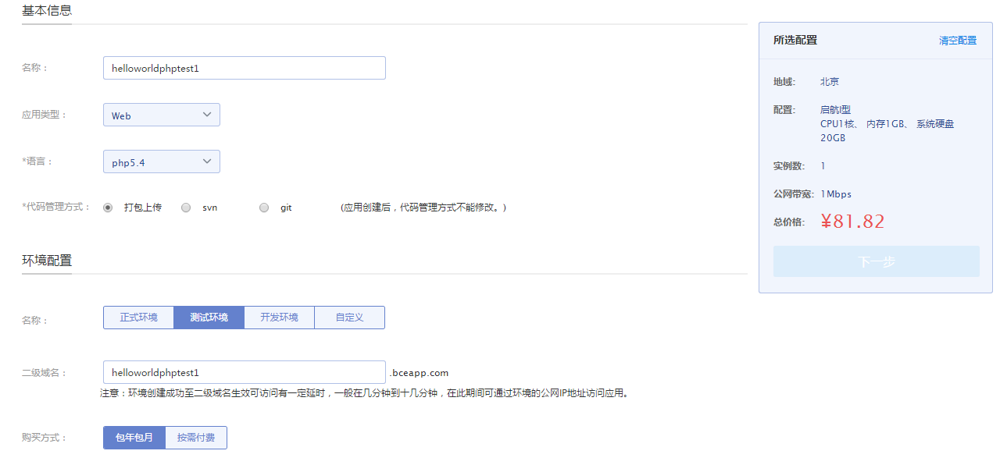 基本信息
名称：
helloworldphptest1
应用类型：
Web
*语言：
php5.4
*代码管理方式：
打包上传
svn
git
(应用创建后，代码管理方式不能修改。)
环境配置
名称：
正式环境
测试环境
开发环境
自定义
二级域名：
helloworldphptest1
.bceapp.com
注意：环境创建成功至二级域名生效可访问有一定延时，一般在几分钟到十几分钟，在此期间可通过环境的公网IP地址访问应用。
购买方式：
包年包月
按需付费
所选配置
清空配置
地域:
北京
配置:
启航I型
CPU1核、 内存1GB、 系统硬盘
20GB
实例数:
1
公网带宽:
1Mbps
总价格:
¥81.82
下一步